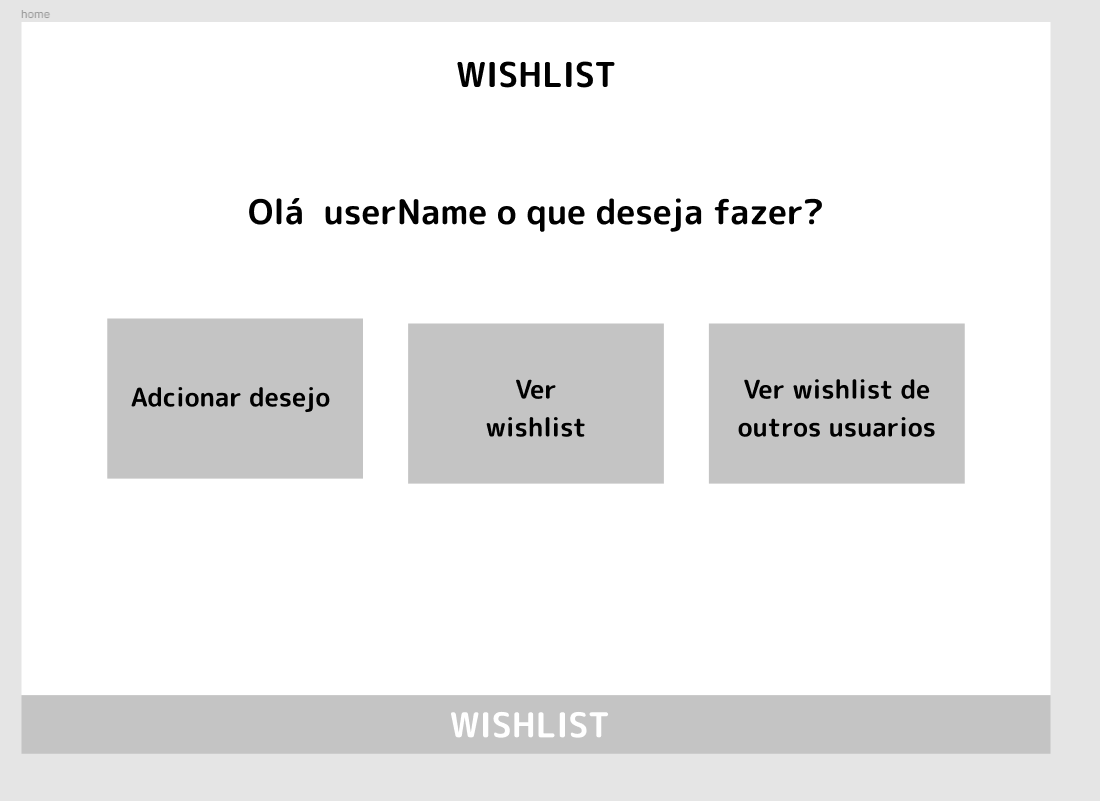 home
WISHLIST
Olá  userName o que deseja fazer?
Adcionar desejo
Ver
wishlist
Ver wishlist de
outros usuarios
WISHLIST